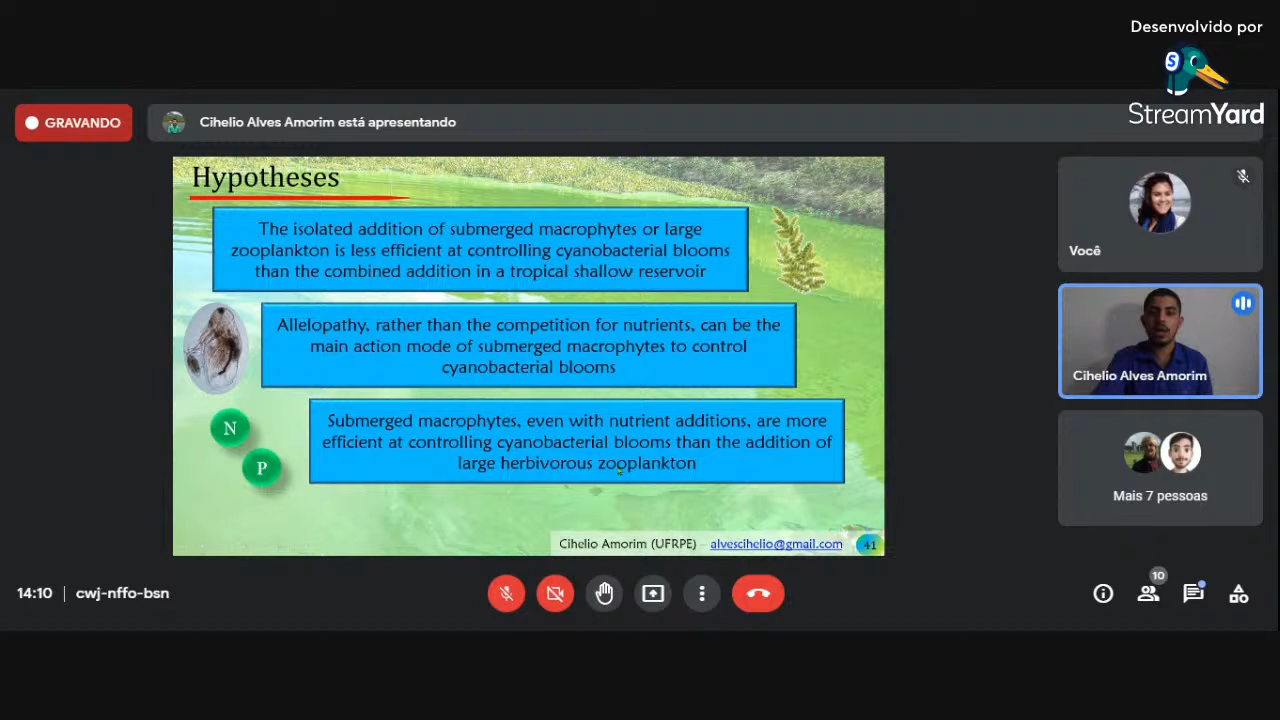 Desenvolvido por
StreamYard
GRAVANDO
Cihelio Alves Amorim está apresentando
Hypotheses
The isolated addition of submerged macrophytes or large
zooplankton is less efficient at controlling cyanobacterial blooms
than the combined addition in a tropical shallow reservoir
Allelopathy, rather than the competition for nutrients, can be the
main action mode of submerged macrophytes to control
cyanobacterial blooms
N
P
Submerged macrophytes, even with nutrient additions, are more
efficient at controlling cyanobacterial blooms than the addition of
large herbivorous zooplankton
Cihelio Amorim (UFRPE) alvescihelio@gmail.com 41
Você
Cihelio Alves Amorim
Mais 7 pessoas
14:10 | cwj-nffo-bsn
10